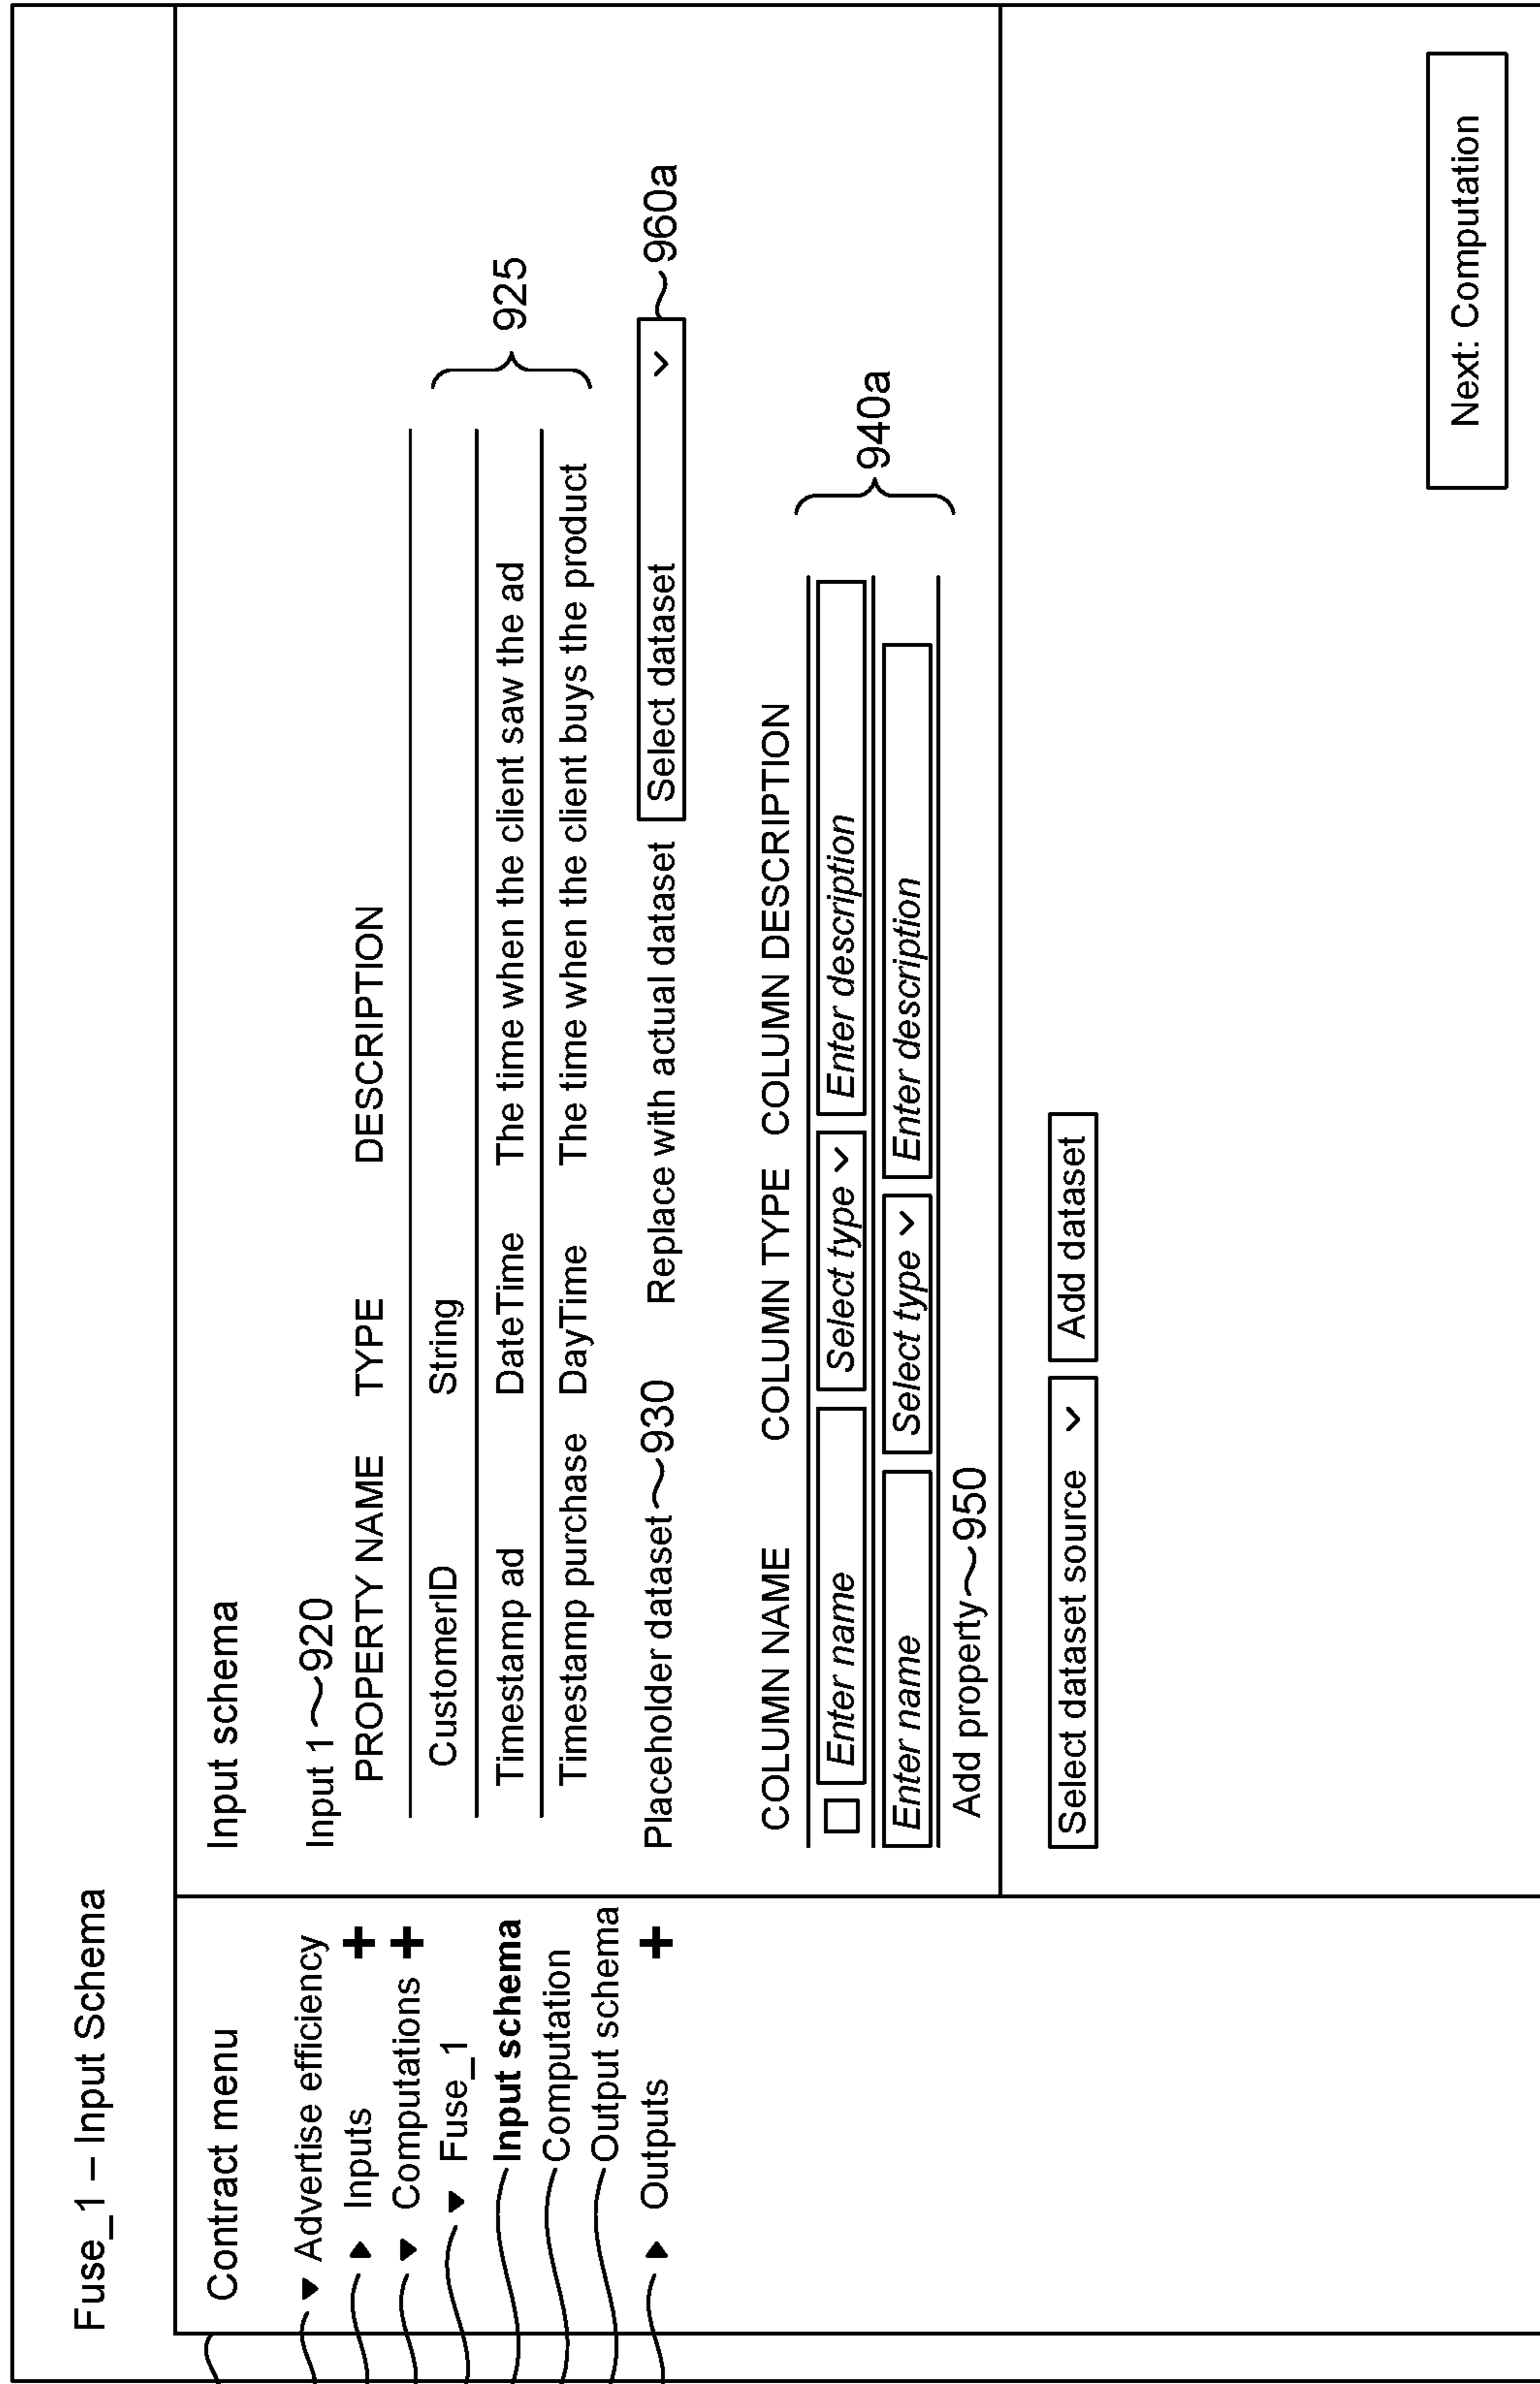 Fuse_1 – Input Schema
Contract menu
Advertise efficiency
Inputs +
Computations +
Fuse_1
Input schema
Computation
Output schema
Outputs +
Input schema
Input 1 920
PROPERTY NAME TYPE DESCRIPTION
CustomerID String
Timestamp ad DateTime The time when the client saw the ad
Timestamp purchase DayTime The time when the client buys the product
925
Placeholder dataset 930 Replace with actual dataset Select dataset 960a
COLUMN NAME COLUMN TYPE COLUMN DESCRIPTION
Enter name Select type Enter description
Enter name Select type Enter description
940a
Add property 950
Select dataset source Add dataset
Next: Computation